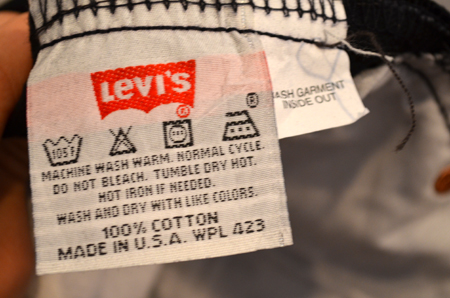 LEVI'S
®
105°
MACHINE WASH WARM. NORMAL CYCLE.
DO NOT BLEACH. TUMBLE DRY HOT.
HOT IRON IF NEEDED.
WASH AND DRY WITH LIKE COLORS.
100% COTTON
MADE IN U.S.A. WPL 423
ASH GARMENT
INSIDE OUT